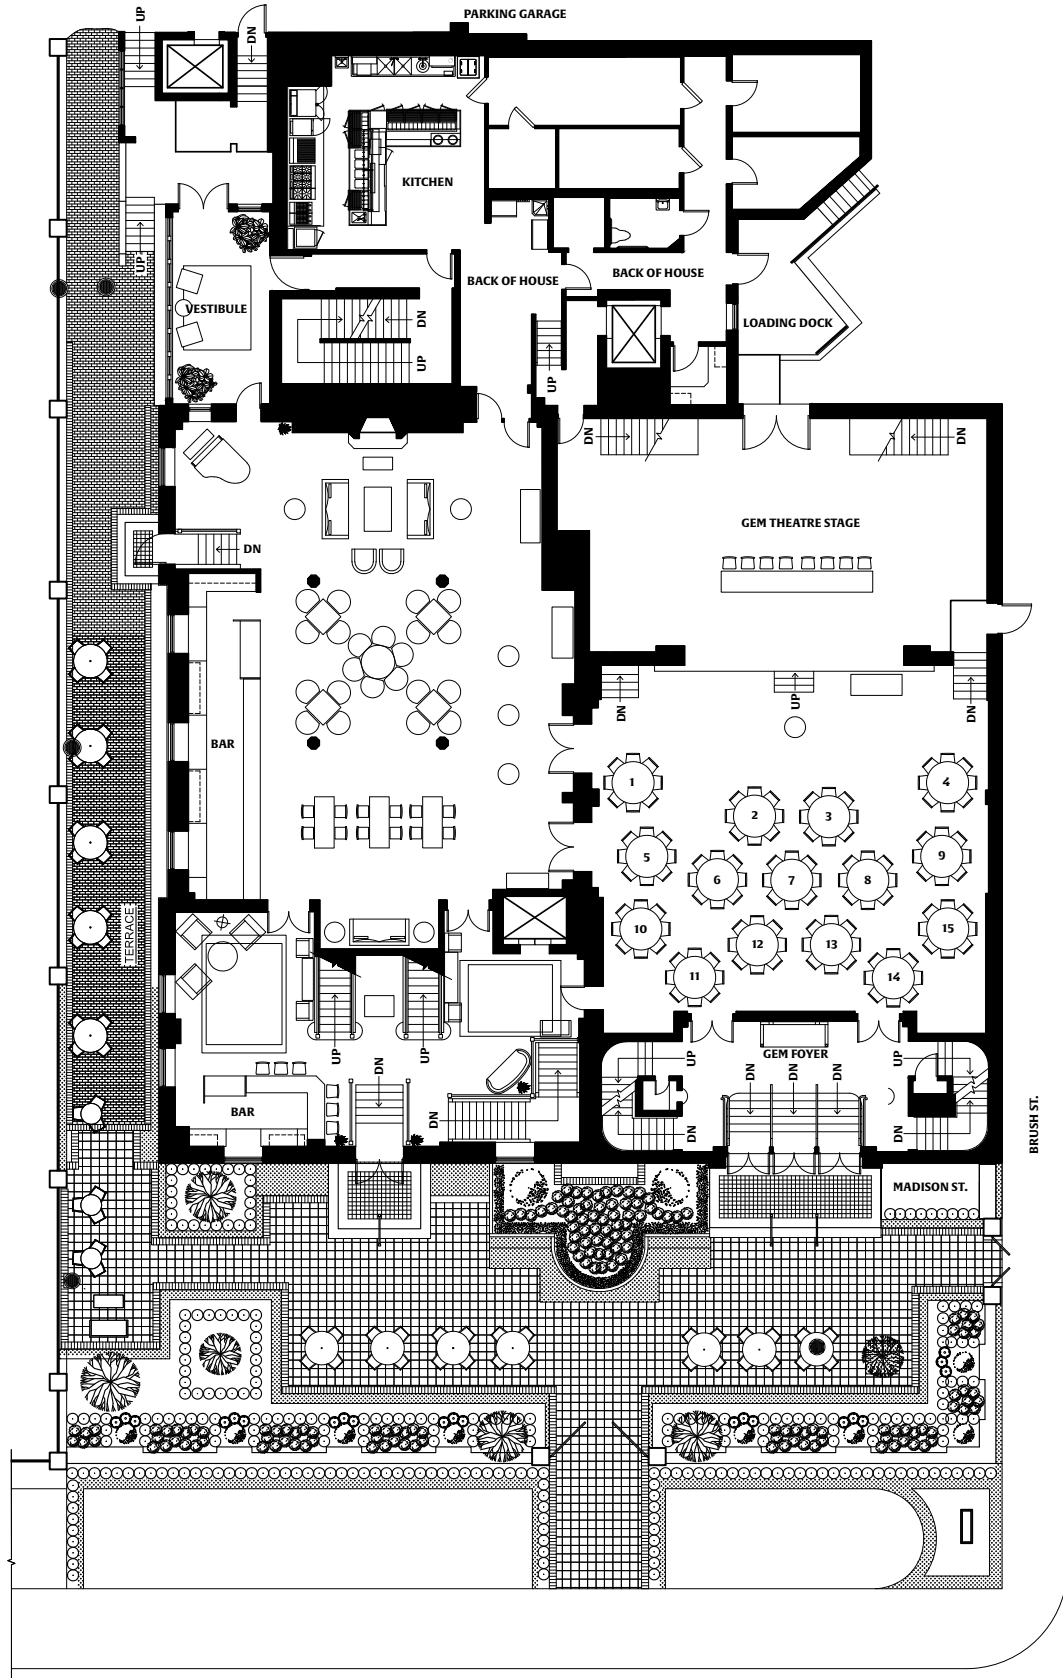 PARKING GARAGE
UP
DN
KITCHEN
UP
BACK OF HOUSE
BACK OF HOUSE
VESTIBULE
LOADING DOCK
DN
UP
UP
DN
DN
GEM THEATRE STAGE
DN
UP
DN
DN
BAR
1
4
2
3
5
9
6
7
8
TERRACE
10
15
12
13
11
14
UP
UP
DN
UP
GEM FOYER
UP
DN
DN
DN
BAR
DN
DN
DN
BRUSH ST.
MADISON ST.